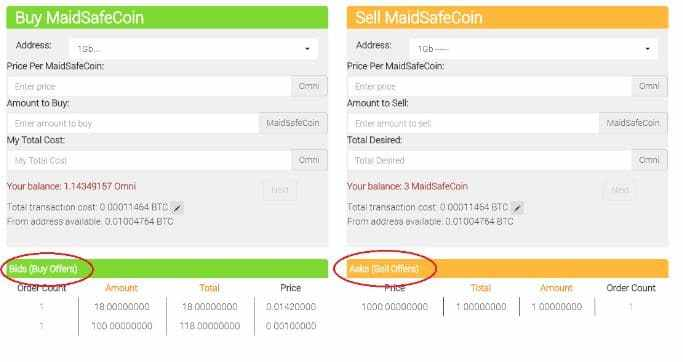 Buy MaidSafeCoin
Address: 1Gb...
Price Per MaidSafeCoin:
Enter price Omni
Amount to Buy:
Enter amount to buy MaidSafeCoin
My Total Cost:
My Total Cost Omni
Your balance: 1.14349157 Omni Next
Total transaction cost: 0.00011464 BTC
From address available: 0.01004764 BTC
Bids (Buy Offers)
Order Count Amount Total Price
1 18.00000000 18.00000000 0.01420000
1 100.00000000 118.00000000 0.00100000
Sell MaidSafeCoin
Address: 1Gb ------
Price Per MaidSafeCoin:
Enter price Omni
Amount to Sell:
Enter amount to sell MaidSafeCoin
Total Desired:
Total Desired Omni
Your balance: 3 MaidSafeCoin Next
Total transaction cost: 0.00011464 BTC
From address available: 0.01004764 BTC
Asks (Sell Offers)
Price Total Amount Order Count
1000.00000000 1.00000000 1.00000000 1